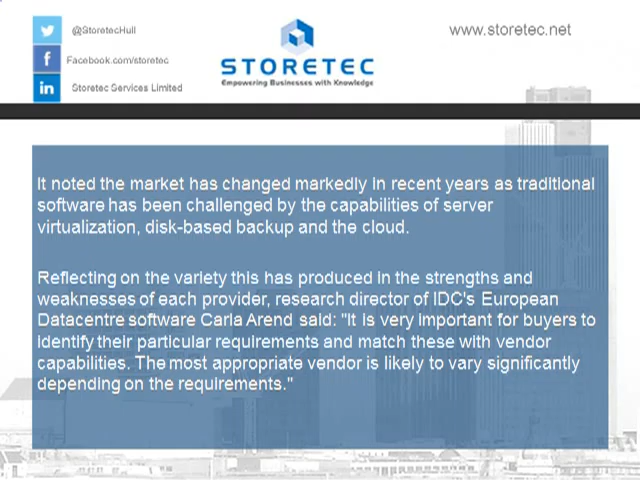 @StoretecHull
www.storetec.net
Facebook.com/storetec
STORETEC
Empowering Businesses with Knowledge
Storetec Services Limited
It noted the market has changed markedly in recent years as traditional
software has been challenged by the capabilities of server
virtualization, disk-based backup and the cloud.
Reflecting on the variety this has produced in the strengths and
weaknesses of each provider, research director of IDC's European
Datacentre software Carla Arend said: "It is very important for buyers to
identify their particular requirements and match these with vendor
capabilities. The most appropriate vendor is likely to vary significantly
depending on the requirements."